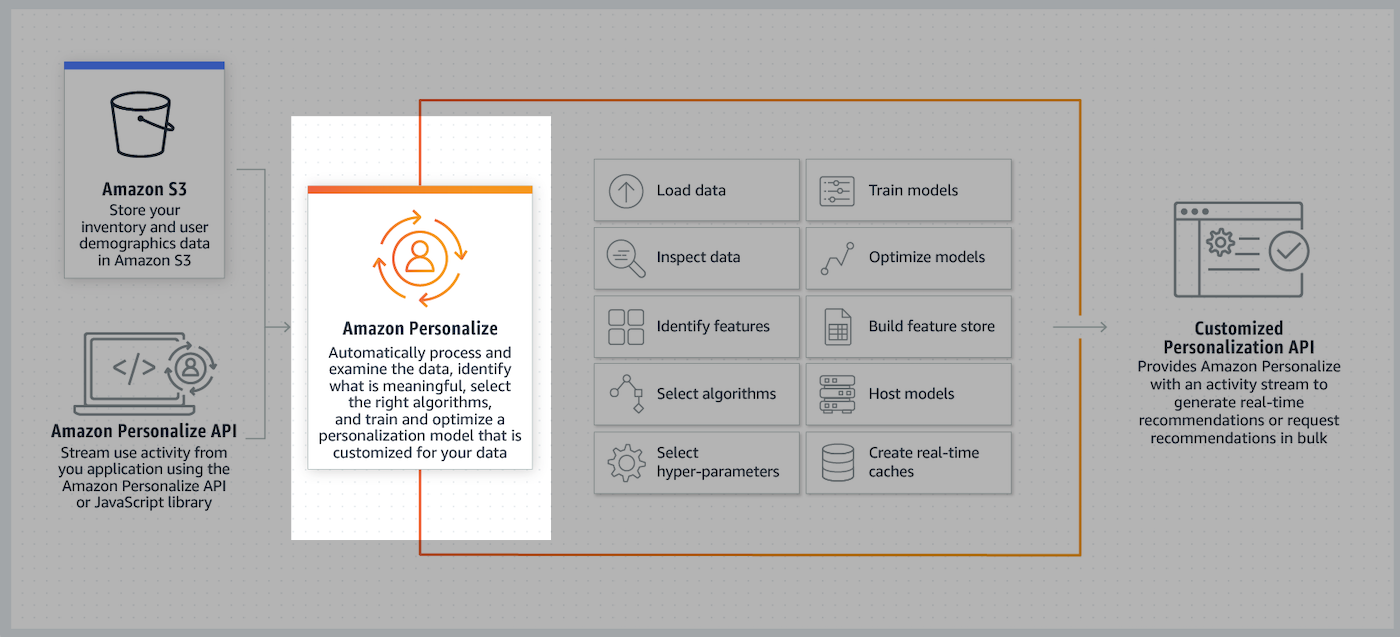 Amazon S3
Store your
inventory and user
demographics data
in Amazon S3
</>
Amazon Personalize API
Stream use activity from
you application using the
Amazon Personalize API
or JavaScript library
Amazon Personalize
Automatically process and
examine the data, identify
what is meaningful, select
the right algorithms,
and train and optimize a
personalization model that is
customized for your data
Load data
Train models
Inspect data
Optimize models
Identify features
Build feature store
Select algorithms
Host models
Select
hyper-parameters
Create real-time
caches
Customized
Personalization API
Provides Amazon Personalize
with an activity stream to
generate real-time
recommendations or request
recommendations in bulk